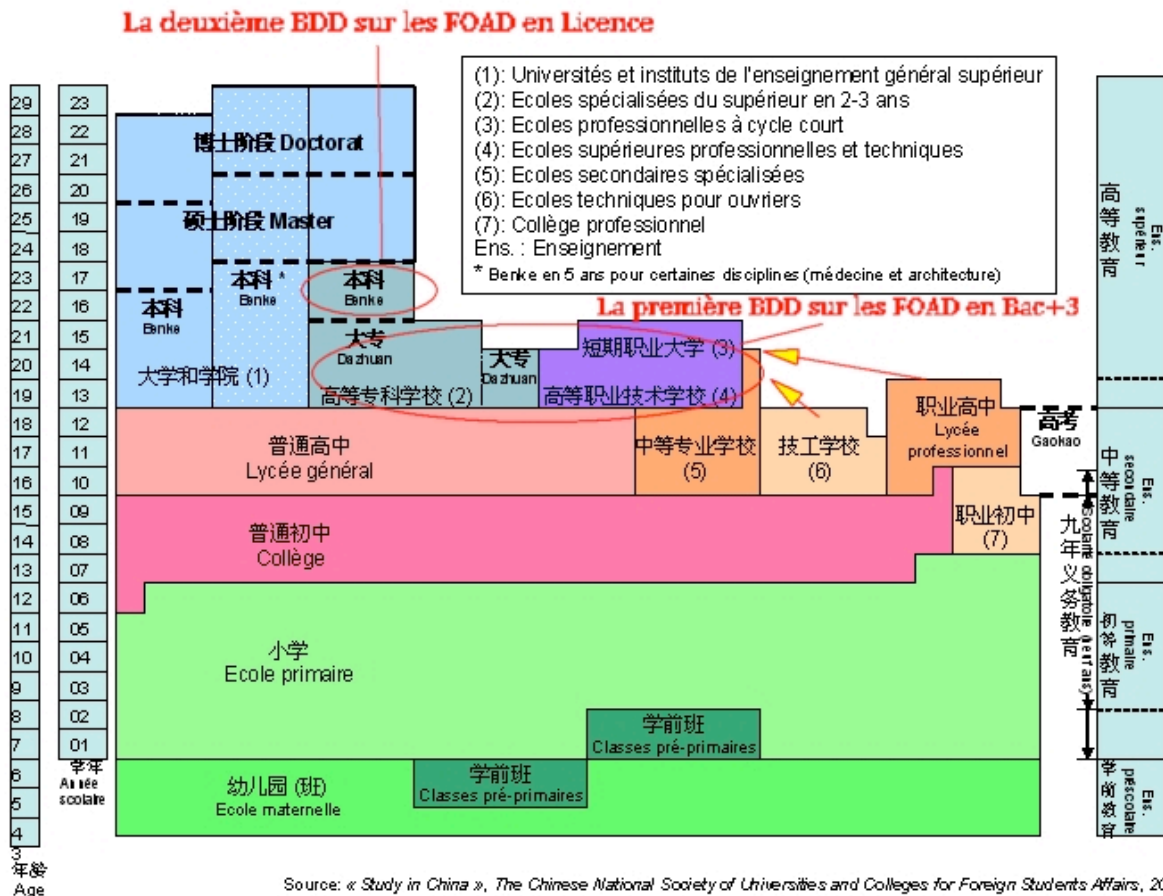 La deuxième BDD sur les FOAD en Licence
(1): Universités et instituts de l'enseignement général supérieur
(2): Ecoles spécialisées du supérieur en 2-3 ans
(3): Ecoles professionnelles à cycle court
(4): Ecoles supérieures professionnelles et techniques
(5): Ecoles secondaires spécialisées
(6): Ecoles techniques pour ouvriers
(7): Collège professionnel
Ens. : Enseignement
* Benke en 5 ans pour certaines disciplines (médecine et architecture)
La première BDD sur les FOAD en Bac+3
29 23
28 22
27 21
26 20
25 19
24 18
23 17
22 16
21 15
20 14
19 13
18 12
17 11
16 10
15 09
14 08
13 07
12 06
11 05
10 04
9 03
8 02
7 01
6
5
4
3
学年
Année
scolaire
年龄
Age
博士阶段 Doctorat
硕士阶段 Master
本科
Benke
本科 *
Benke
本科
Benke
大学和学院 (1)
大专
Dazhuan
高等专科学校 (2)
大专
Dazhuan
短期职业大学 (3)
高等职业技术学校 (4)
普通高中
Lycée général
中等专业学校
(5)
技工学校
(6)
职业高中
Lycée
professionnel
高考
Gaokao
普通初中
Collège
职业初中
(7)
小学
Ecole primaire
学前班
Classes pré-primaires
学前班
Classes pré-primaires
幼儿园 (班)
Ecole maternelle
九年义务教育
Scolarité obligatoire (neuf ans)
高等教育
Ens.
supérieur
中等教育
Ens.
secondaire
初等教育
Ens.
primaire
学前教育
Ens.
préscolaire
Source: « Study in China », The Chinese National Society of Universities and Colleges for Foreign Students Affairs, 20